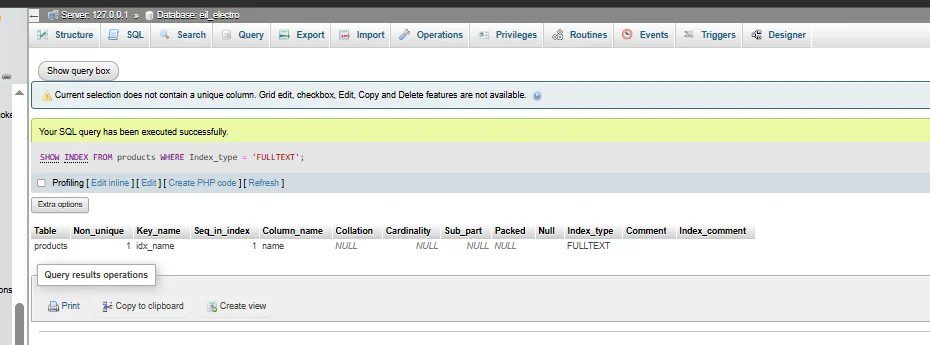 Server: 127.0.0.1 » Database: eil_electro
Structure SQL Search Query Export Import Operations Privileges Routines Events Triggers Designer
Show query box
Current selection does not contain a unique column. Grid edit, checkbox, Edit, Copy and Delete features are not available.
Your SQL query has been executed successfully.
SHOW INDEX FROM products WHERE Index_type = 'FULLTEXT';
Profiling [ Edit inline ] [ Edit ] [ Create PHP code ] [ Refresh ]
Extra options
Table Non_unique Key_name Seq_in_index Column_name Collation Cardinality Sub_part Packed Null Index_type Comment Index_comment
products 1 idx_name 1 name NULL NULL NULL NULL FULLTEXT
Query results operations
Print Copy to clipboard Create view